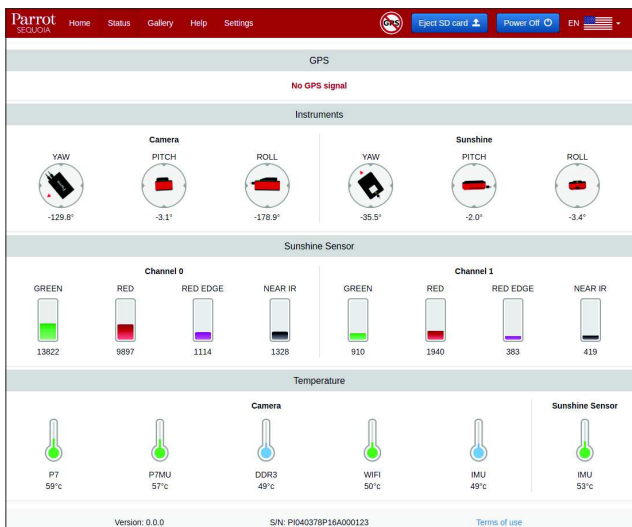 Parrot
SEQUOIA
Home Status Gallery Help Settings
GPS
Eject SD card
Power Off
EN
GPS
No GPS signal
Instruments
Camera Sunshine
YAW PITCH ROLL YAW PITCH ROLL
-129.8° -3.1° -178.9° -35.5° -2.0° -3.4°
Sunshine Sensor
Channel 0 Channel 1
GREEN RED RED EDGE NEAR IR GREEN RED RED EDGE NEAR IR
13822 9897 1114 1328 910 1940 383 419
Temperature
Camera Sunshine Sensor
P7 P7MU DDR3 WIFI IMU IMU
59°c 57°c 49°c 50°c 49°c 53°c
Version: 0.0.0 S/N: PI040378P16A000123 Terms of use